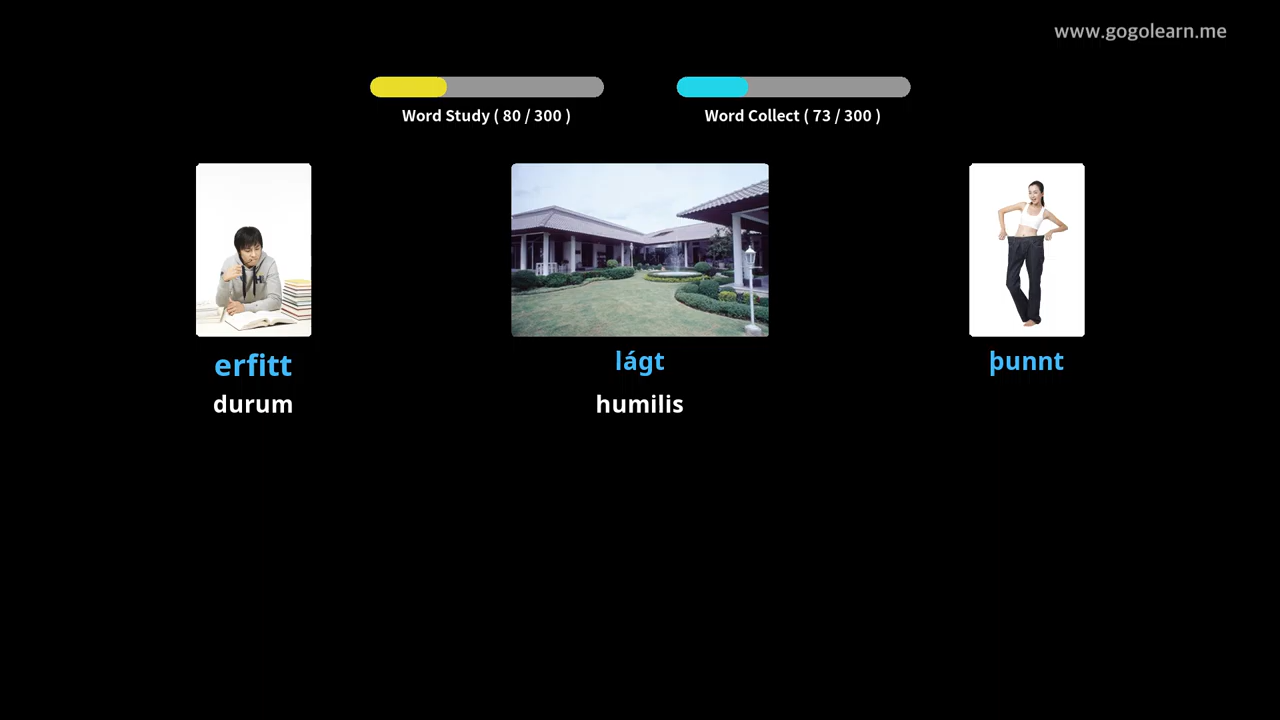 www.gogolearn.me
Word Study ( 80 / 300 )
Word Collect ( 73 / 300 )
erfitt
lágt
þunnt
durum
humilis